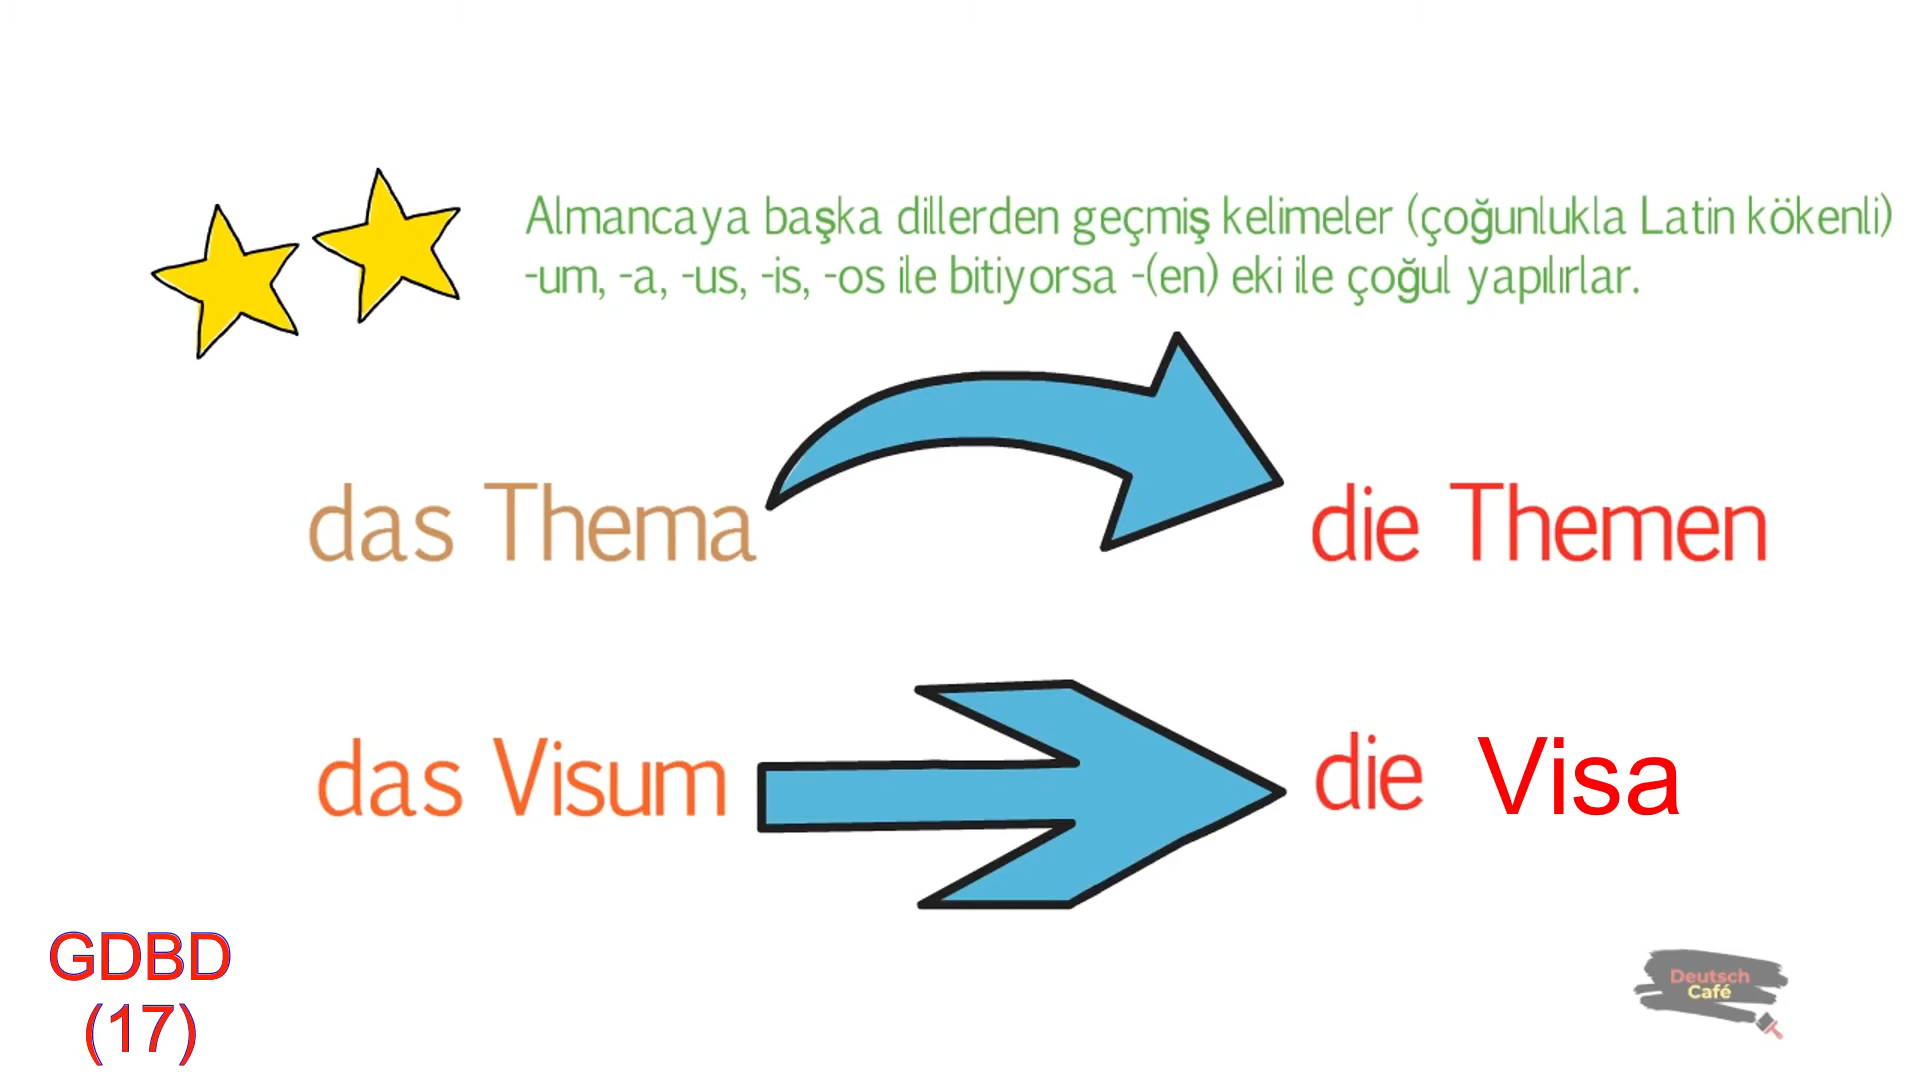 Almancaya başka dillerden geçmiş kelimeler (çoğunlukla Latin kökenli)
-um, -a, -us, -is, -os ile bitiyorsa -(en) eki ile çoğul yapılırlar.
das Thema
die Themen
das Visum
die Visa
GDBD
(17)
Deutsch
Café